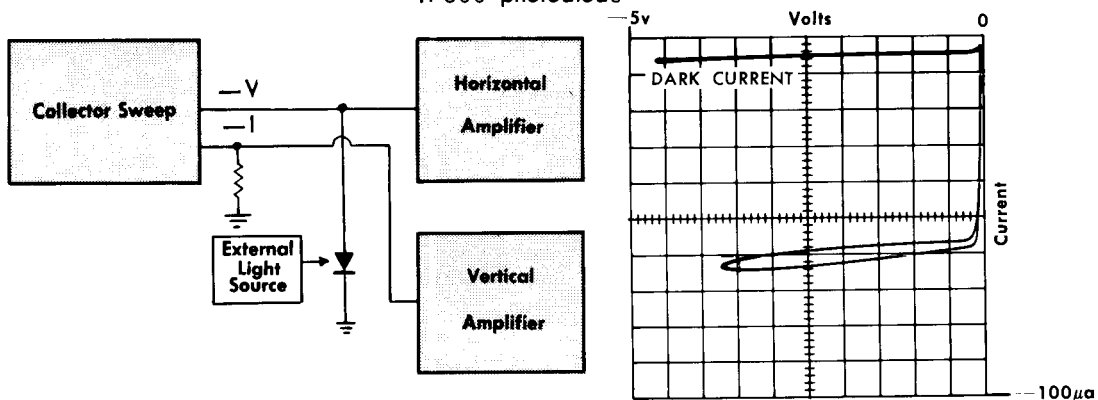 Collector Sweep
— V
— I
Horizontal
Amplifier
External
Light
Source
Vertical
Amplifier
—5v Volts 0
DARK CURRENT
Current
—100µa